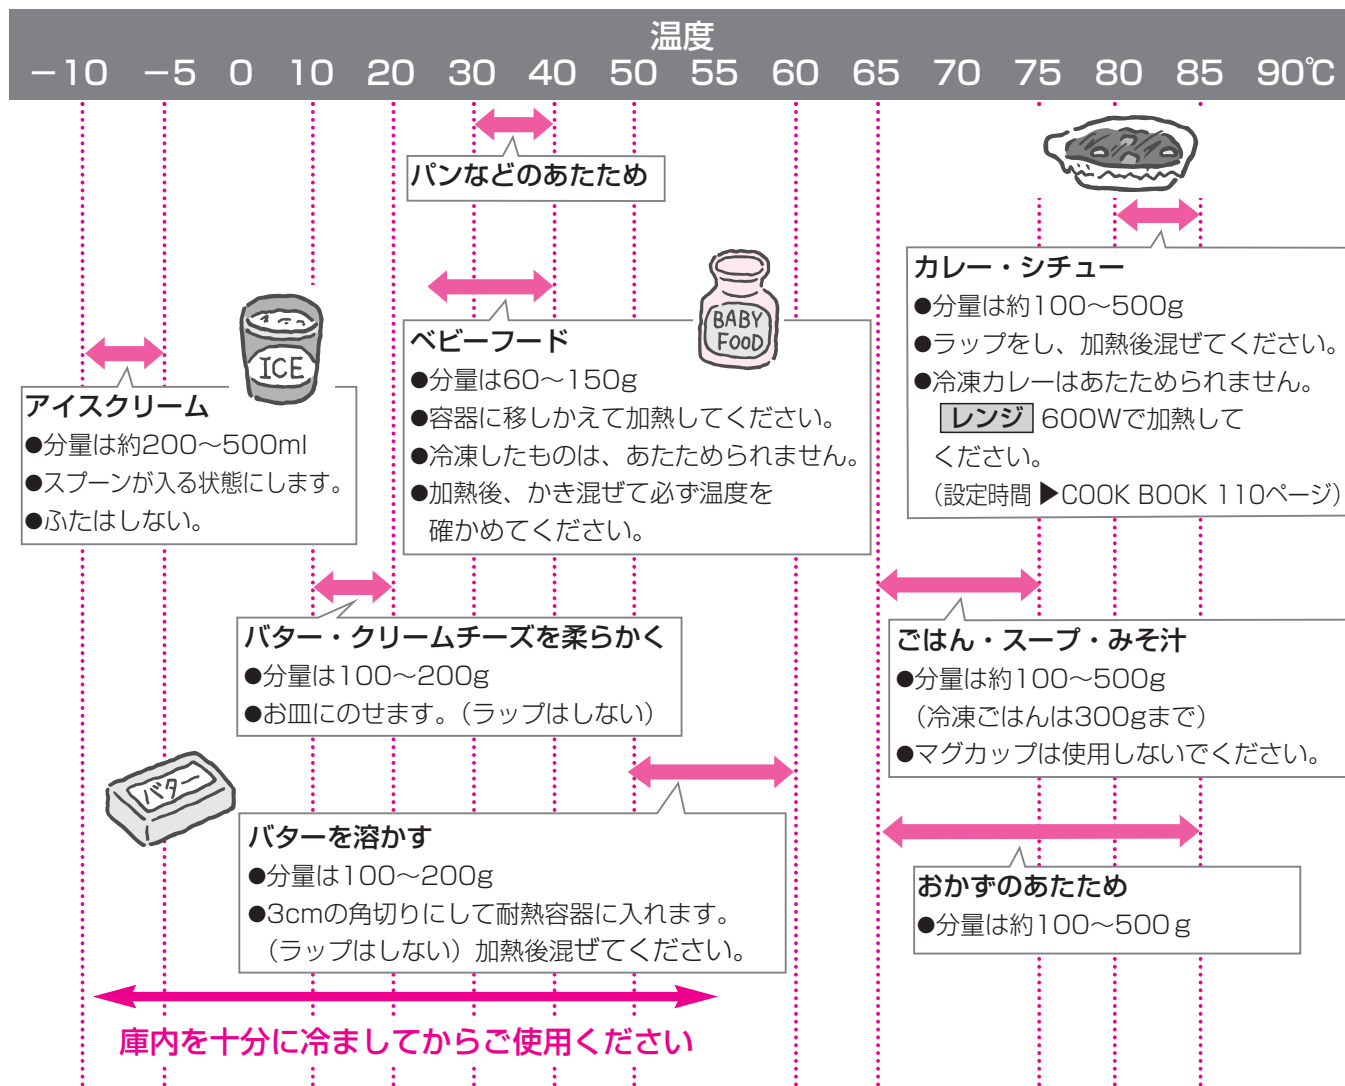 温度
－10 －5 0 10 20 30 40 50 55 60 65 70 75 80 85 90℃
パンなどのあたため
カレー・シチュー
●分量は約100～500g
●ラップをし、加熱後混ぜてください。
●冷凍カレーはあたためられません。
レンジ 600Wで加熱して
ください。
（設定時間 ▶COOK BOOK 110ページ）
BABY
FOOD
ベビーフード
●分量は60～150g
●容器に移しかえて加熱してください。
●冷凍したものは、あたためられません。
●加熱後、かき混ぜて必ず温度を
確かめてください。
ICE
アイスクリーム
●分量は約200～500ml
●スプーンが入る状態にします。
●ふたはしない。
バター・クリームチーズを柔らかく
●分量は100～200g
●お皿にのせます。（ラップはしない）
ごはん・スープ・みそ汁
●分量は約100～500g
（冷凍ごはんは300gまで）
●マグカップは使用しないでください。
バター
バターを溶かす
●分量は100～200g
●3cmの角切りにして耐熱容器に入れます。
（ラップはしない）加熱後混ぜてください。
おかずのあたため
●分量は約100～500g
庫内を十分に冷ましてからご使用ください